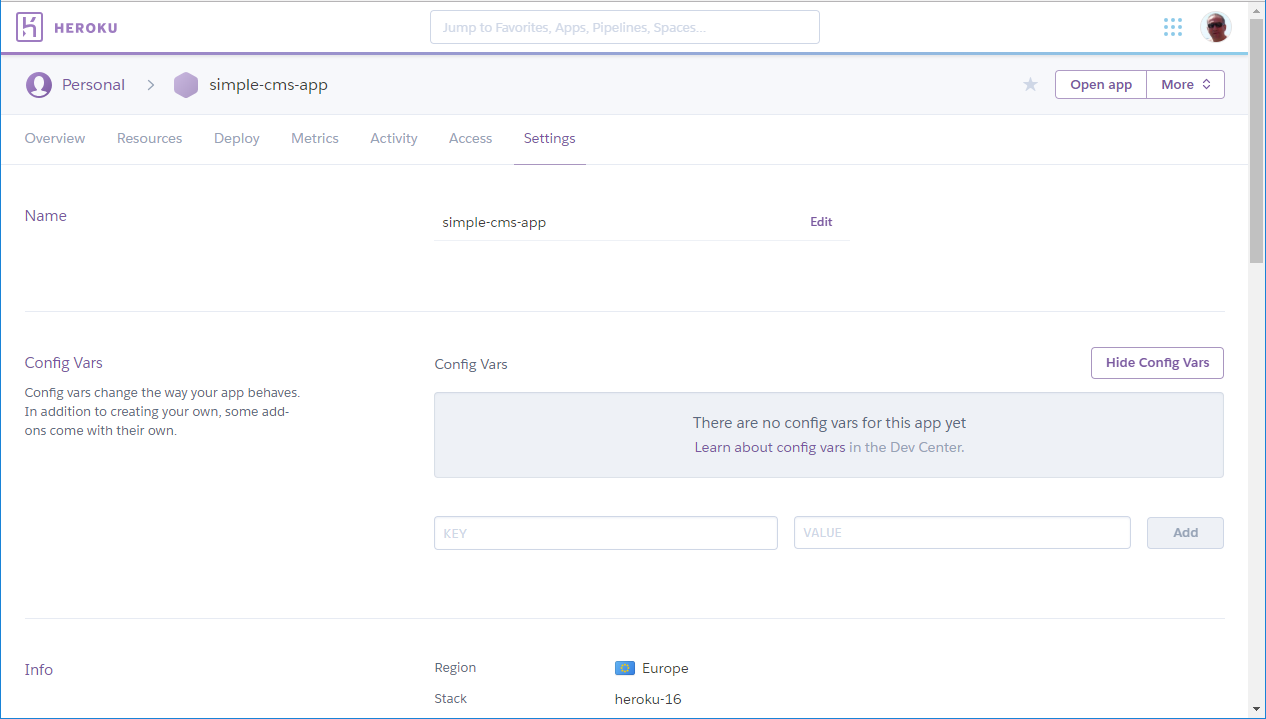 HEROKU
Jump to Favorites, Apps, Pipelines, Spaces...
Personal
simple-cms-app
Open app
More
Overview
Resources
Deploy
Metrics
Activity
Access
Settings
Name
simple-cms-app
Edit
Config Vars
Config vars change the way your app behaves.
In addition to creating your own, some add-
ons come with their own.
Config Vars
Hide Config Vars
There are no config vars for this app yet
Learn about config vars in the Dev Center.
KEY
VALUE
Add
Info
Region
Europe
Stack
heroku-16